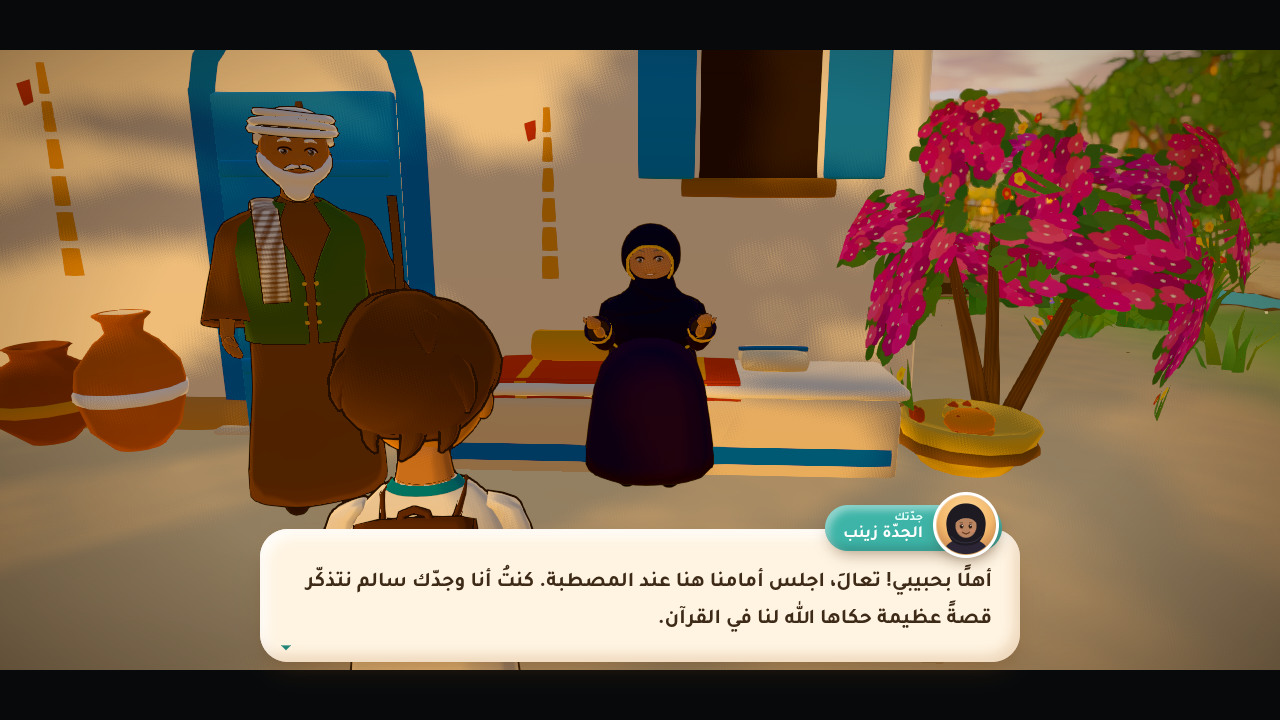 جدّتك
الجدّة زينب
أهلًا بحبيبي! تعالَ، اجلس أمامنا هنا عند المصطبة. كنتُ أنا وجدّك سالم نتذكّر
قصةً عظيمة حكاها الله لنا في القرآن.